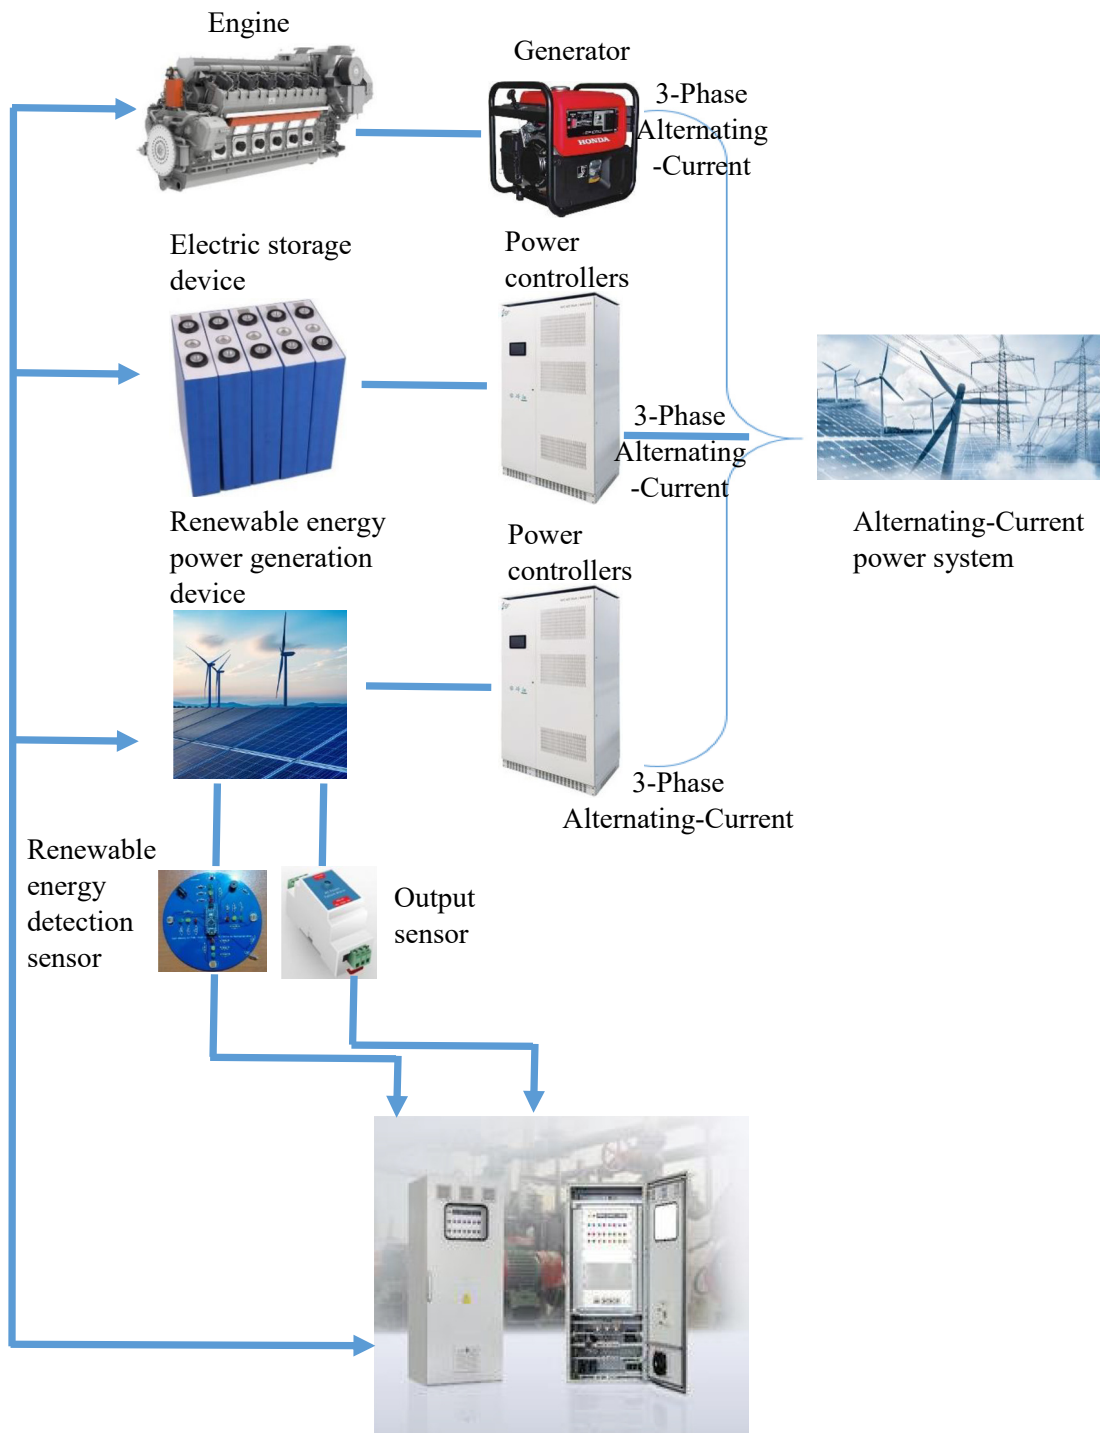 Engine
Generator
3-Phase
Alternating
-Current
HONDA
Electric storage
device
Power
controllers
3-Phase
Alternating
-Current
Renewable energy
power generation
device
Power
controllers
Alternating-Current
power system
3-Phase
Alternating-Current
Renewable
energy
detection
sensor
Output
sensor